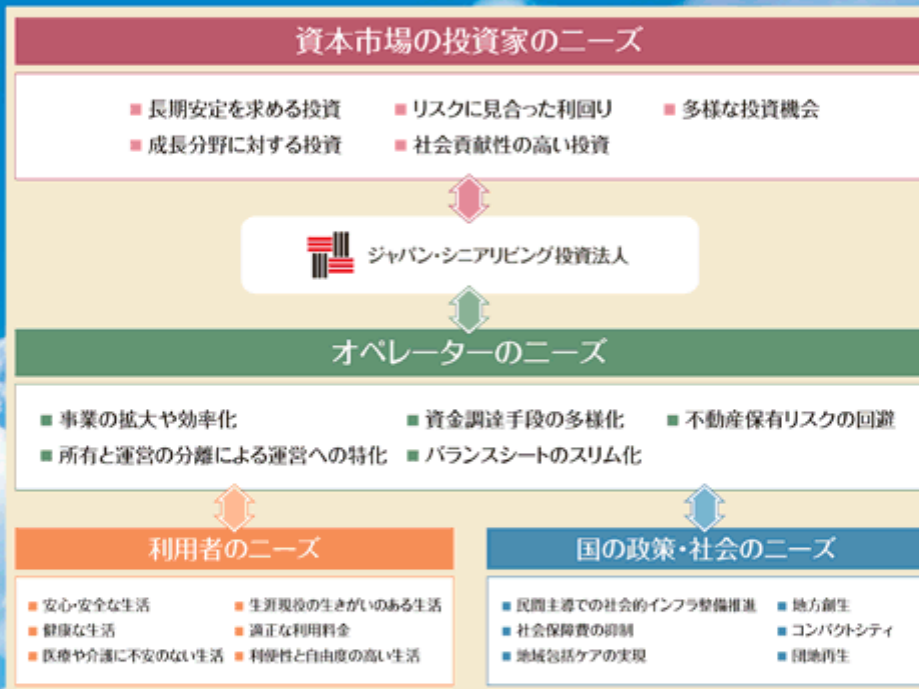 資本市場の投資家のニーズ
■ 長期安定を求める投資 ■ リスクに見合った利回り ■ 多様な投資機会
■ 成長分野に対する投資 ■ 社会貢献性の高い投資
ジャパン・シニアリビング投資法人
オペレーターのニーズ
■ 事業の拡大や効率化 ■ 資金調達手段の多様化 ■ 不動産保有リスクの回避
■ 所有と運営の分離による運営への特化 ■ バランスシートのスリム化
利用者のニーズ
■ 安心・安全な生活 ■ 生涯現役の生きがいのある生活
■ 健康な生活 ■ 適正な利用料金
■ 医療や介護に不安のない生活 ■ 利便性と自由度の高い生活
国の政策・社会のニーズ
■ 民間主導での社会的インフラ整備推進 ■ 地方創生
■ 社会保障費の抑制 ■ コンパクトシティ
■ 地域包括ケアの実現 ■ 団地再生